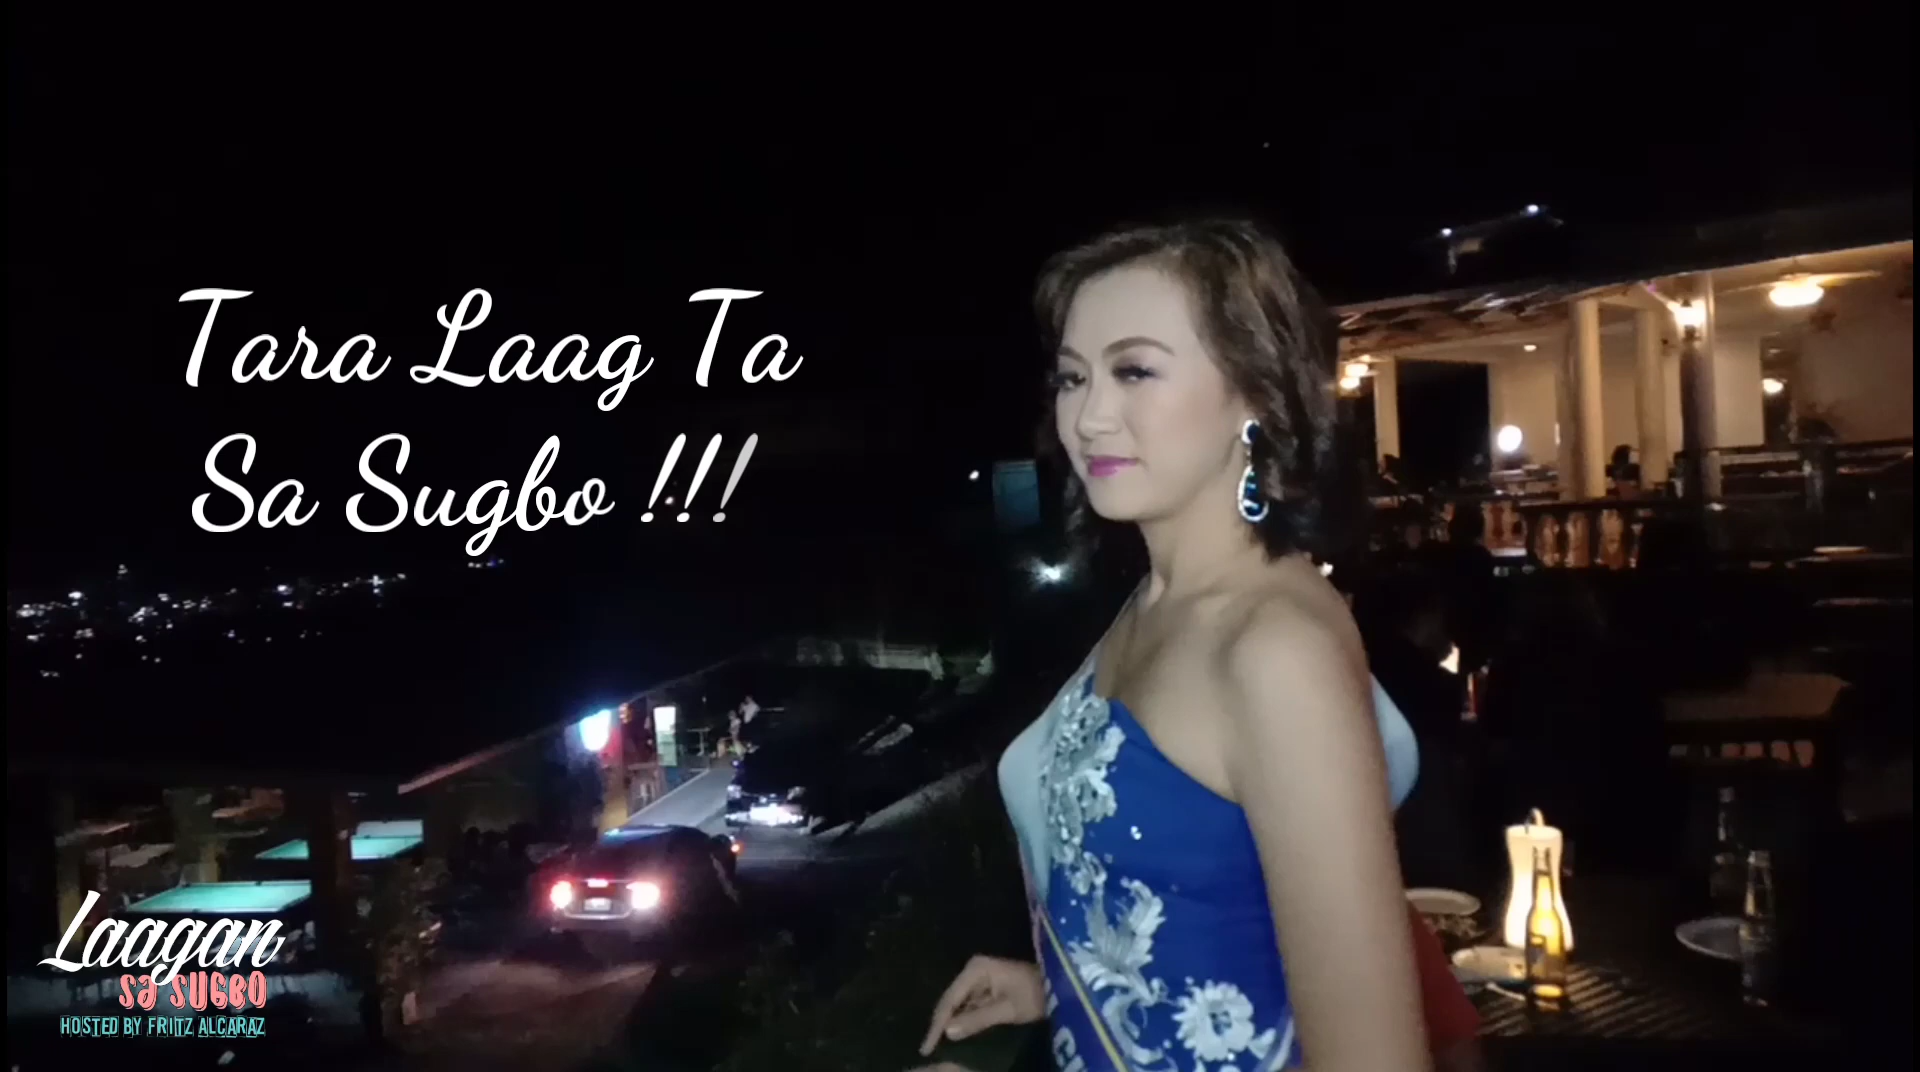 Tara Laag Ta
Sa Sugbo !!!
Laagan
sa SUGBO
HOSTED BY FRITZ ALCARAZ